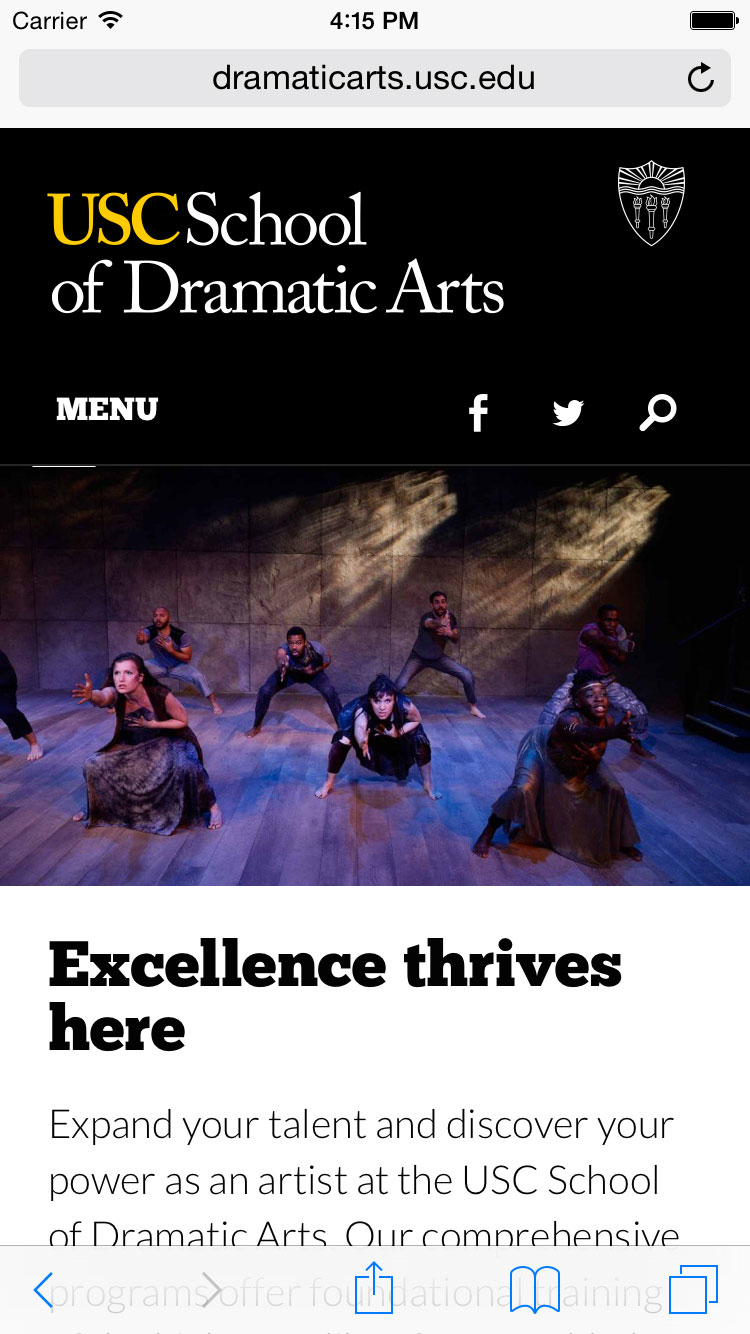 Carrier
4:15 PM
dramaticarts.usc.edu
USC School
of Dramatic Arts
MENU
Excellence thrives
here
Expand your talent and discover your
power as an artist at the USC School
of Dramatic Arts. Our comprehensive
programs offer foundational training